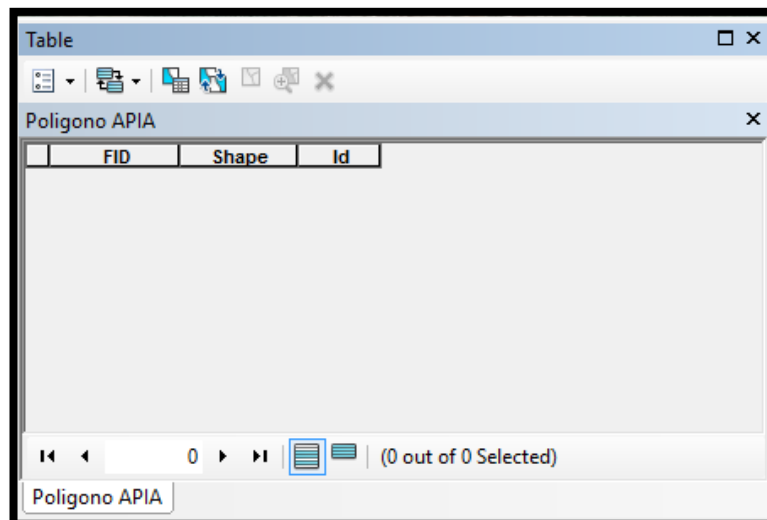 Table
Poligono APIA
FID Shape Id
0 (0 out of 0 Selected)
Poligono APIA